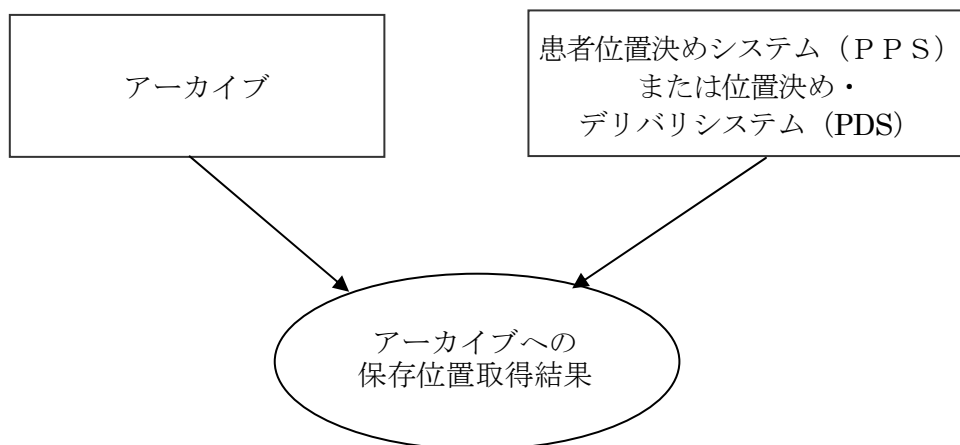 アーカイブ
患者位置決めシステム（ＰＰＳ）
または位置決め・
デリバリシステム（PDS）
アーカイブへの
保存位置取得結果